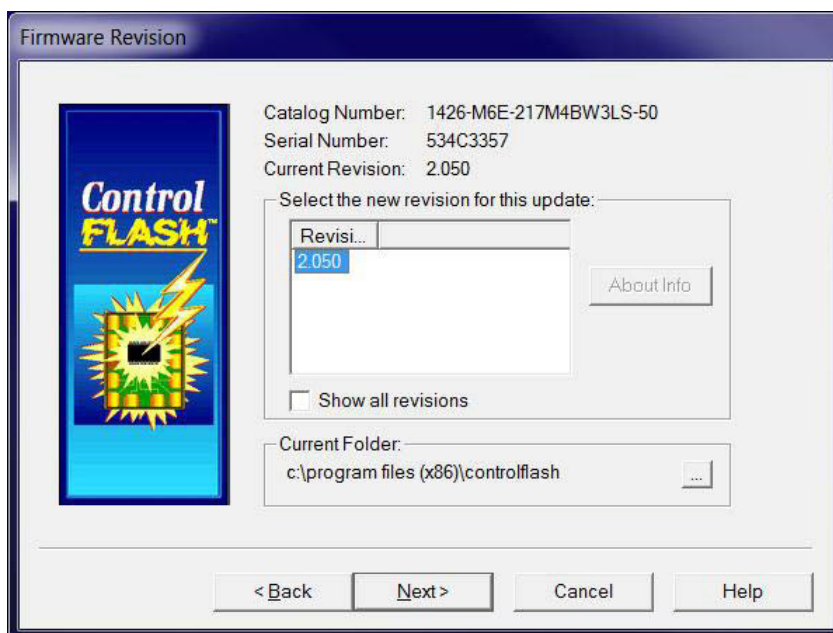 Firmware Revision
Control
FLASH™
Catalog Number: 1426-M6E-217M4BW3LS-50
Serial Number: 534C3357
Current Revision: 2.050
Select the new revision for this update:
Revisi...
2.050
About Info
Show all revisions
Current Folder:
c:\program files (x86)\controlflash
...
< Back
Next >
Cancel
Help